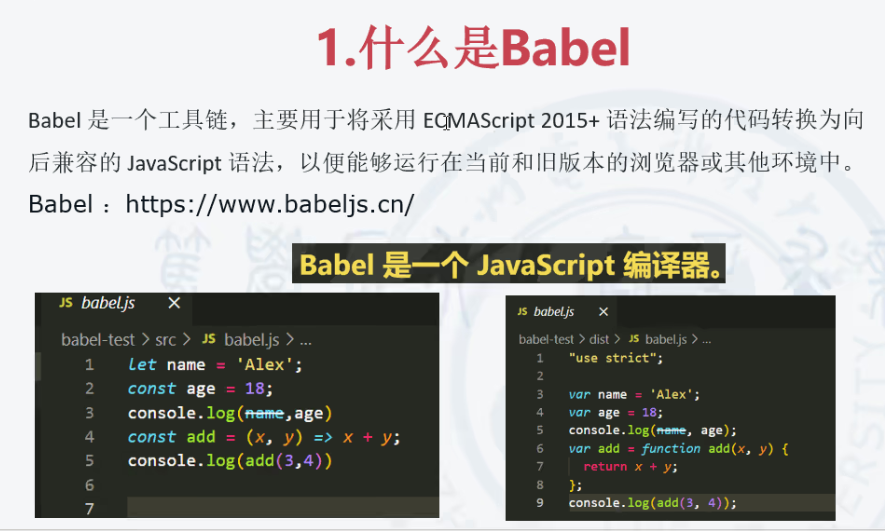 1.什么是Babel
Babel 是一个工具链，主要用于将采用 ECMAScript 2015+ 语法编写的代码转换为向
后兼容的 JavaScript 语法，以便能够运行在当前和旧版本的浏览器或其他环境中。
Babel ：https://www.babeljs.cn/
Babel 是一个 JavaScript 编译器。
JS babel.js ×
babel-test > src > JS babel.js > ...
1 let name = 'Alex';
2 const age = 18;
3 console.log(name,age)
4 const add = (x, y) => x + y;
5 console.log(add(3,4))
6
7
JS babel.js ×
babel-test > dist > JS babel.js > ...
1 "use strict";
2
3 var name = 'Alex';
4 var age = 18;
5 console.log(name, age);
6 var add = function add(x, y) {
7 return x + y;
8 };
9 console.log(add(3, 4));